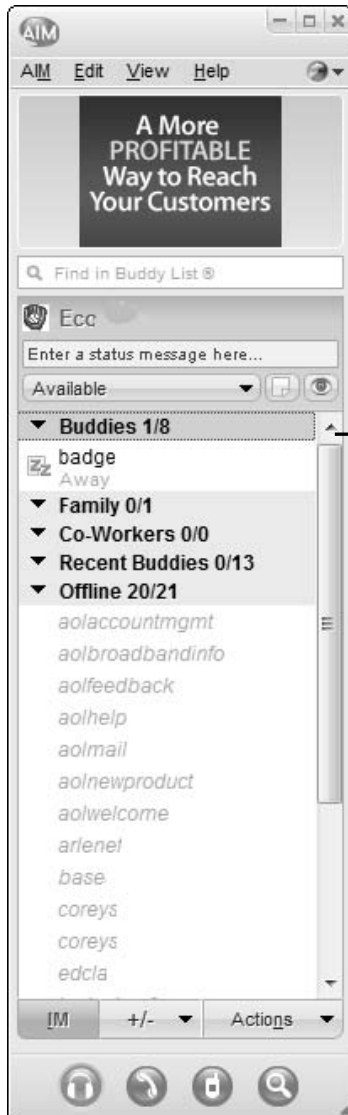 AIM
AIM Edit View Help
A More
PROFITABLE
Way to Reach
Your Customers
Find in Buddy List ®
Enter a status message here...
Available
Buddies 1/8
badge
Away
Family 0/1
Co-Workers 0/0
Recent Buddies 0/13
Offline 20/21
aolaccountmgmt
aolbroadbandinfo
aolfeedback
aolhelp
aolmail
aolnewproduct
aolwelcome
arlenet
base
coreys
coreys
edcla
IM +/- Actions